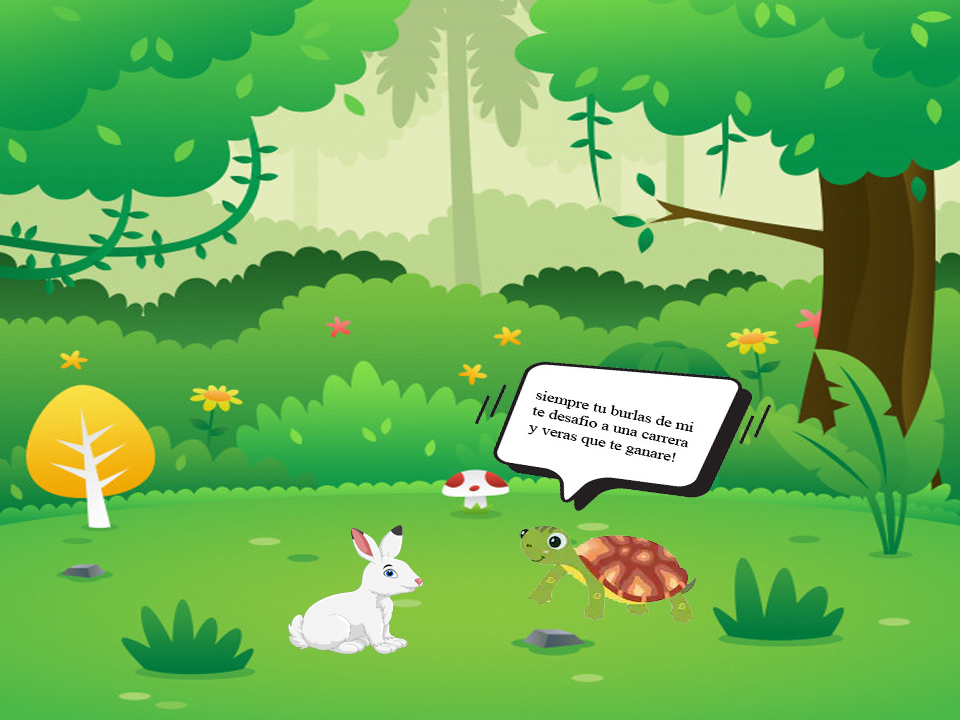 siempre tu burlas de mi
te desafio a una carrera
y veras que te ganare!